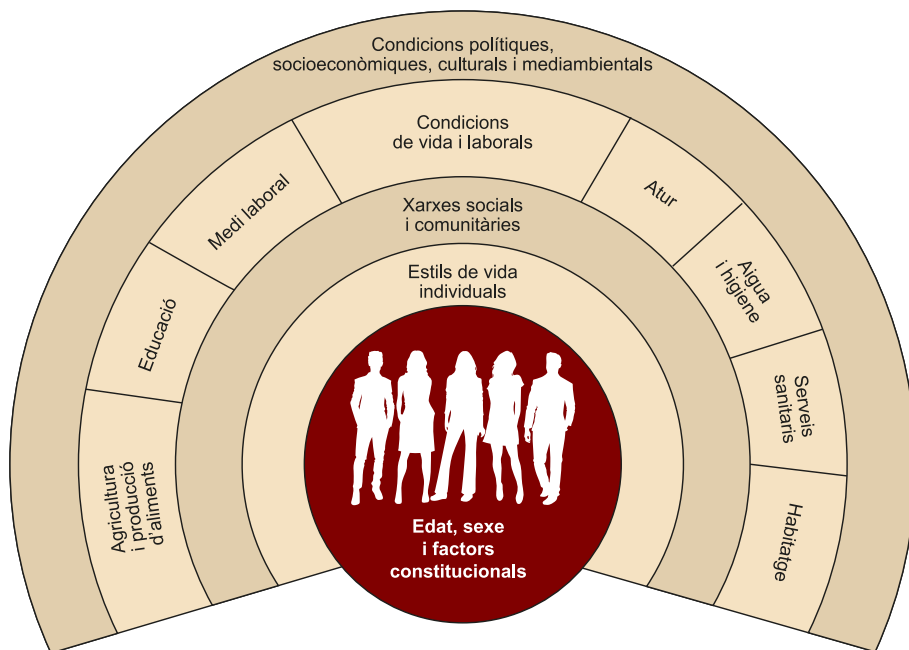 Condicions polítiques,
socioeconòmiques, culturals i mediambientals
Condicions
de vida i laborals
Medi laboral
Atur
Xarxes socials
i comunitàries
Aigua
i higiene
Estils de vida
individuals
Educació
Serveis
sanitaris
Agricultura
i producció
d'aliments
Habitatge
Edat, sexe
i factors
constitucionals